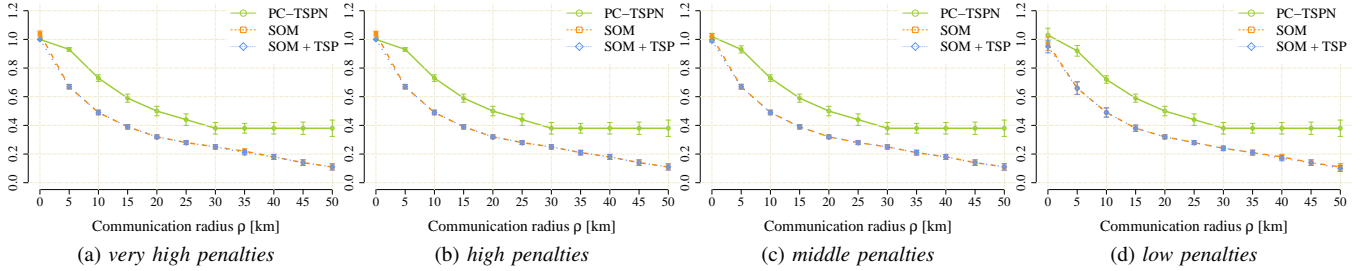 PC−TSPN
SOM
SOM + TSP
0.0 0.2 0.4 0.6 0.8 1.0 1.2
0 5 10 15 20 25 30 35 40 45 50
Communication radius ρ [km]
(a) very high penalties
PC−TSPN
SOM
SOM + TSP
0.0 0.2 0.4 0.6 0.8 1.0 1.2
0 5 10 15 20 25 30 35 40 45 50
Communication radius ρ [km]
(b) high penalties
PC−TSPN
SOM
SOM + TSP
0.0 0.2 0.4 0.6 0.8 1.0 1.2
0 5 10 15 20 25 30 35 40 45 50
Communication radius ρ [km]
(c) middle penalties
PC−TSPN
SOM
SOM + TSP
0.0 0.2 0.4 0.6 0.8 1.0 1.2
0 5 10 15 20 25 30 35 40 45 50
Communication radius ρ [km]
(d) low penalties